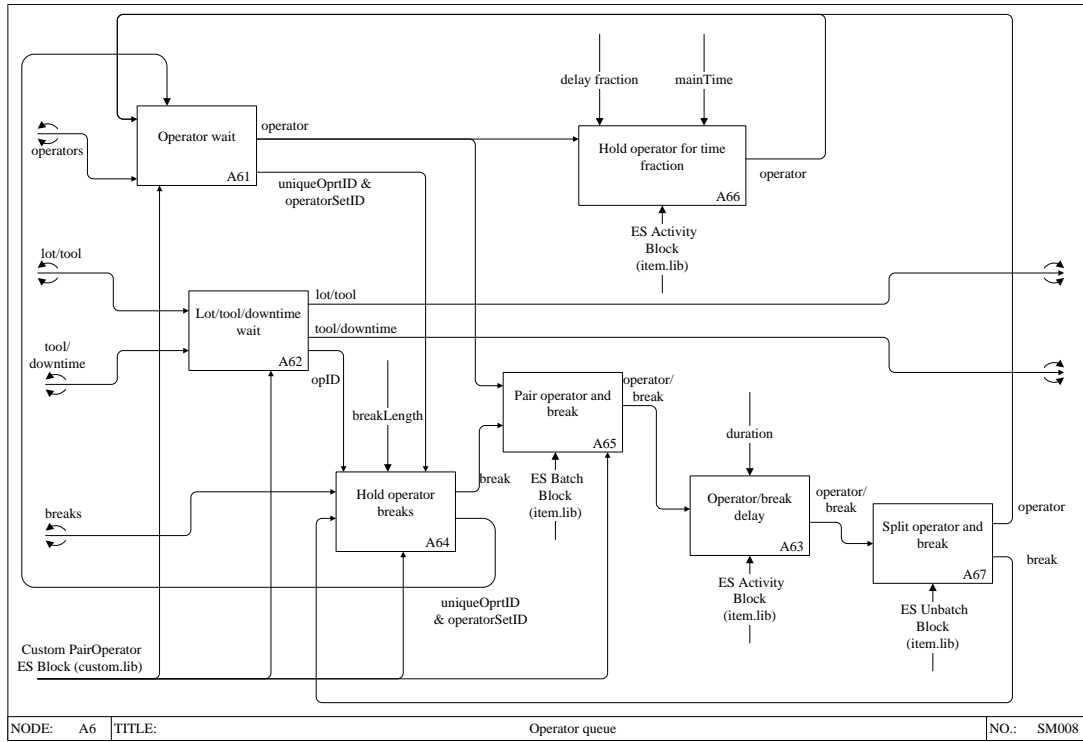 delay fraction
mainTime
Operator wait
A61
operators
operator
uniqueOprtID &
operatorSetID
Hold operator for time
fraction
A66
operator
ES Activity
Block
(item.lib)
lot/tool
Lot/tool/downtime
wait
A62
lot/tool
tool/downtime
tool/
downtime
opID
breakLength
Pair operator and
break
A65
operator/
break
ES Batch
Block
(item.lib)
duration
breaks
Hold operator
breaks
A64
break
Operator/break
delay
A63
operator/
break
ES Activity
Block
(item.lib)
Split operator and
break
A67
operator
break
ES Unbatch
Block
(item.lib)
uniqueOprtID
& operatorSetID
Custom PairOperator
ES Block (custom.lib)
NODE: A6 TITLE: Operator queue NO.: SM008